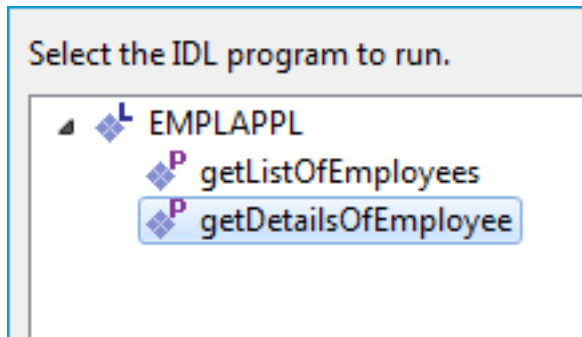 Select the IDL program to run.
L EMPLAPPL
P getListOfEmployees
P getDetailsOfEmployee